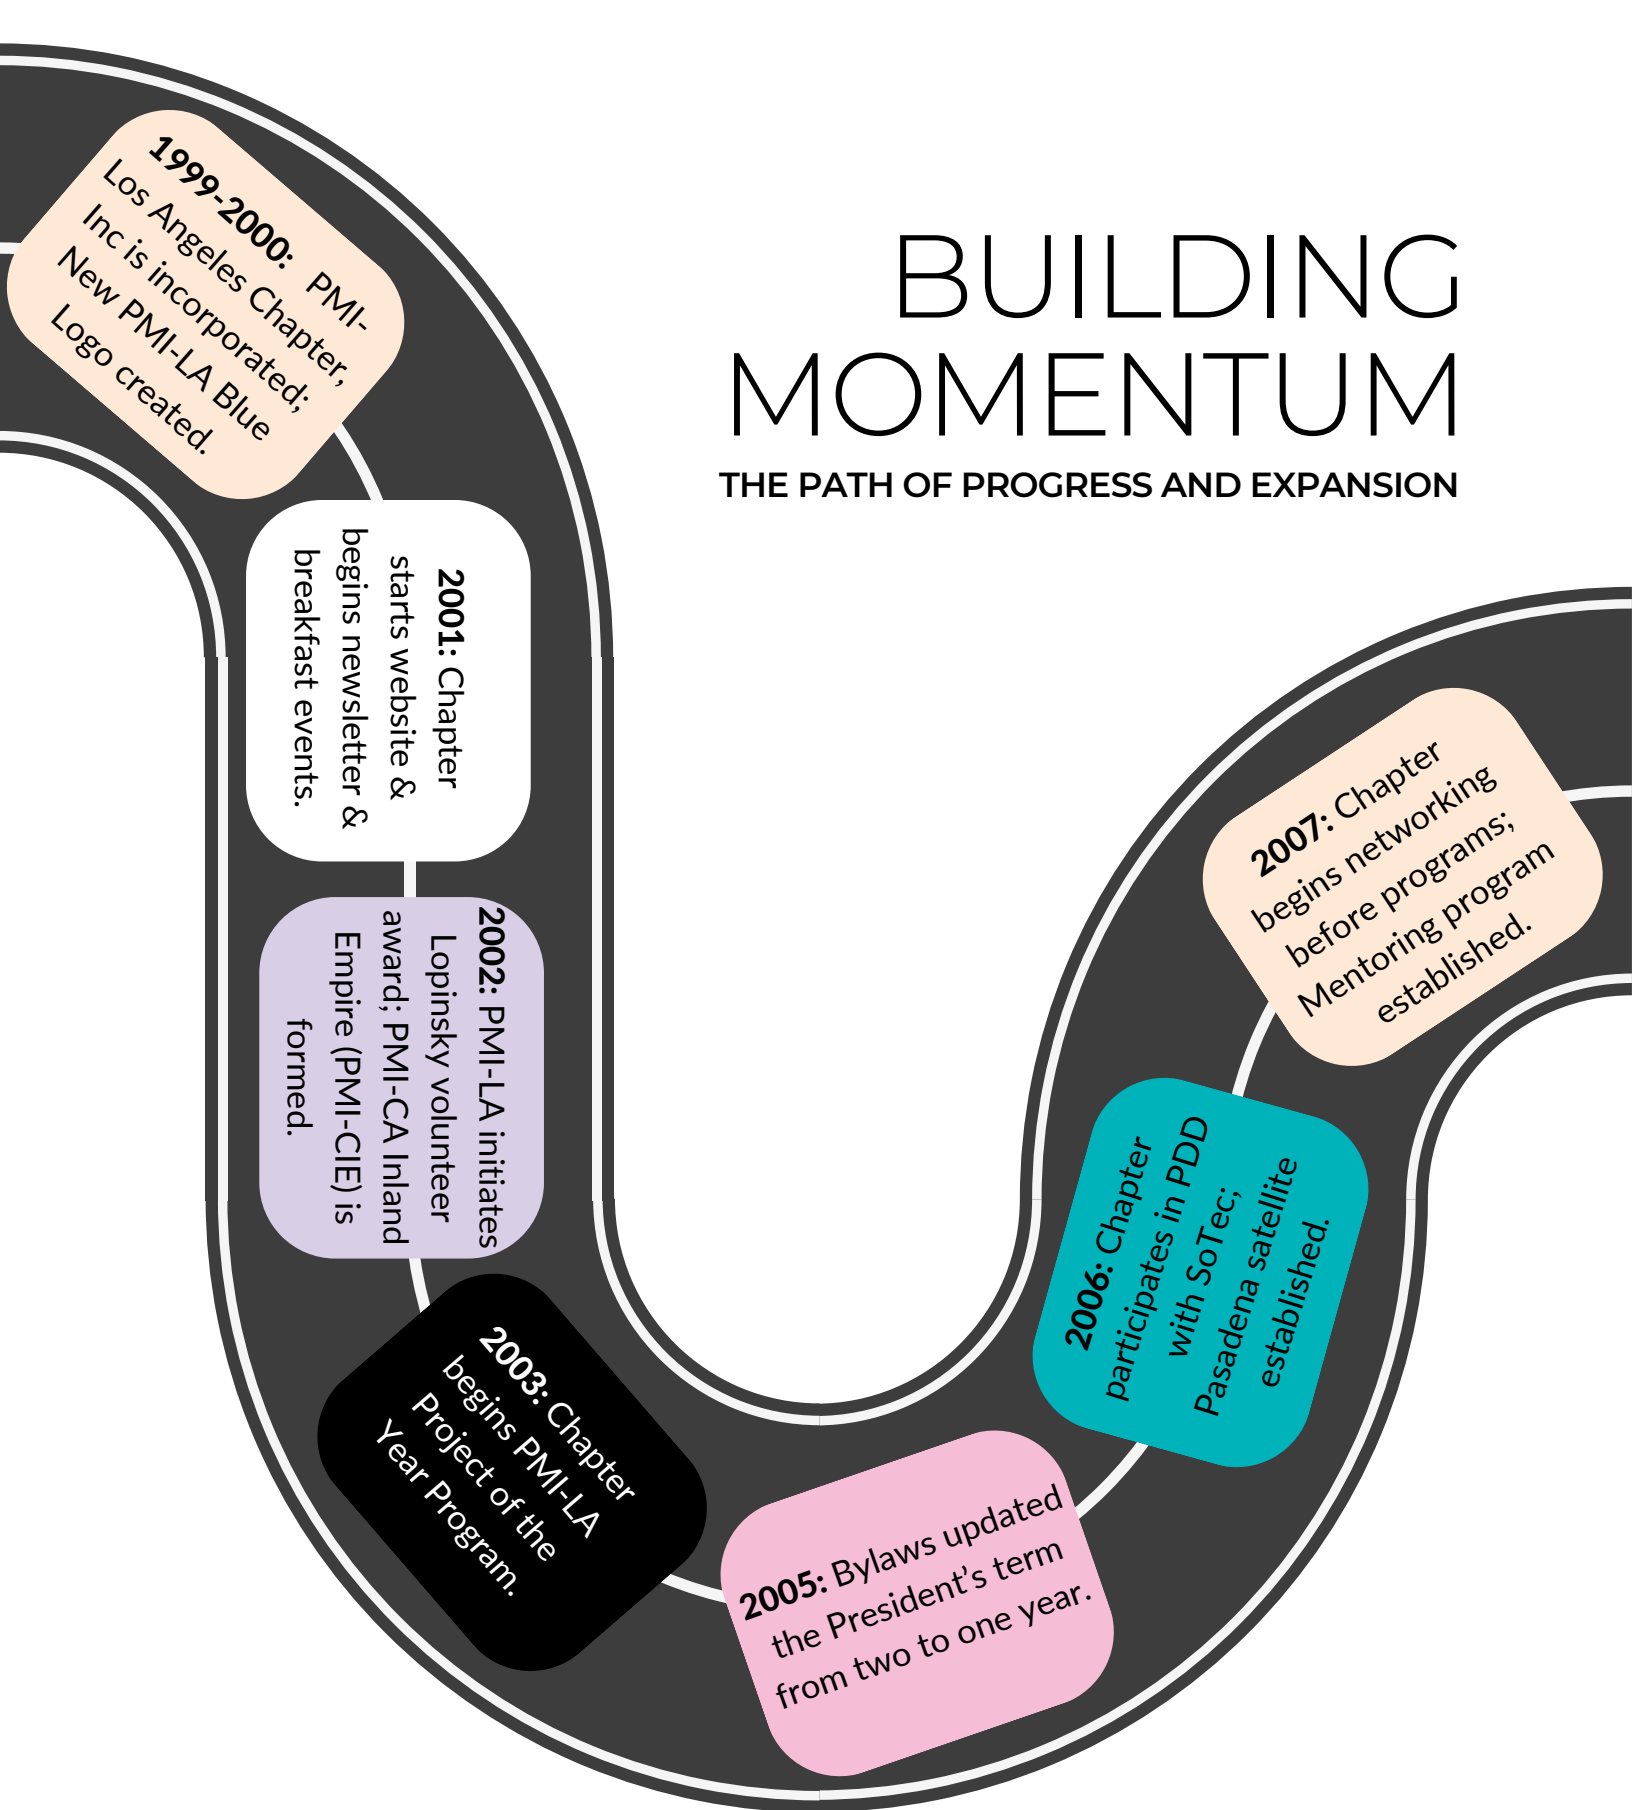 BUILDING
MOMENTUM
THE PATH OF PROGRESS AND EXPANSION
1999-2000: PMI-
Los Angeles Chapter,
Inc is incorporated;
New PMI-LA Blue
Logo created.
2001: Chapter
starts website &
begins newsletter &
breakfast events.
2002: PMI-LA initiates
Lopinsky volunteer
award; PMI-CA Inland
Empire (PMI-CIE) is
formed.
2003: Chapter
begins PMI-LA
Project of the
Year Program.
2005: Bylaws updated
the President’s term
from two to one year.
2006: Chapter
participates in PDD
with SoTec;
Pasadena satellite
established.
2007: Chapter
begins networking
before programs;
Mentoring program
established.